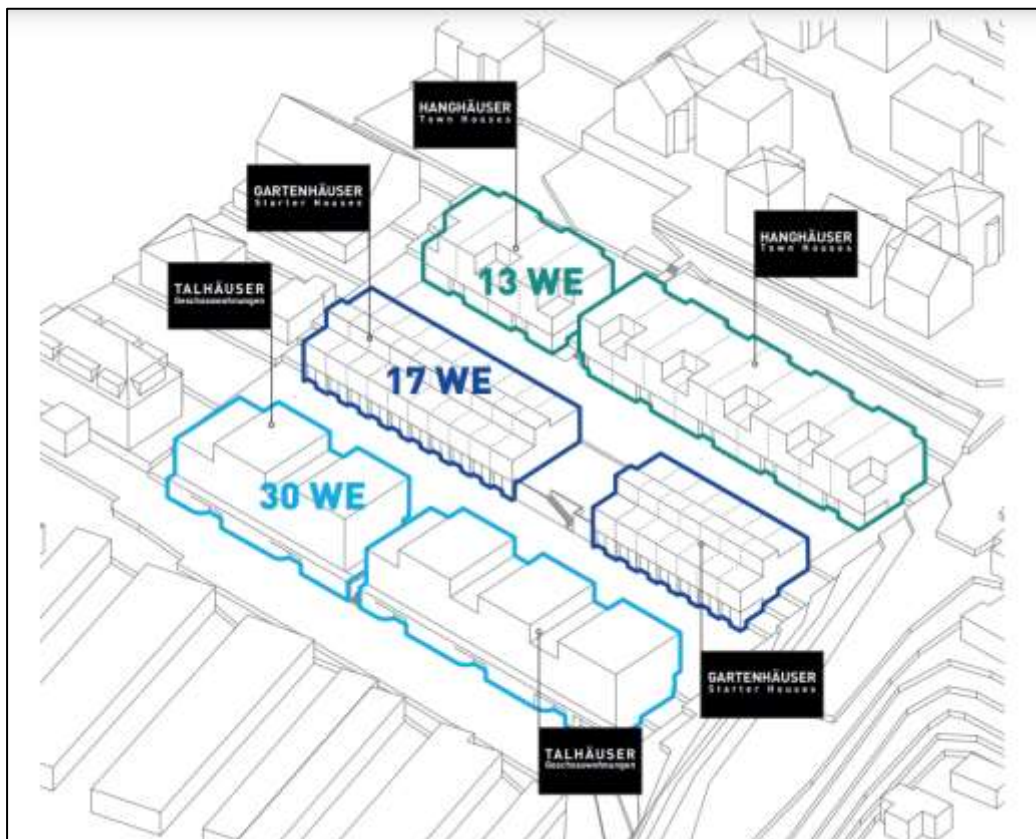 HANGHÄUSER
Town Houses
GARTENHÄUSER
Starter Houses
HANGHÄUSER
Town Houses
TALHÄUSER
Geschosswohnungen
13 WE
17 WE
30 WE
GARTENHÄUSER
Starter Houses
TALHÄUSER
Geschosswohnungen